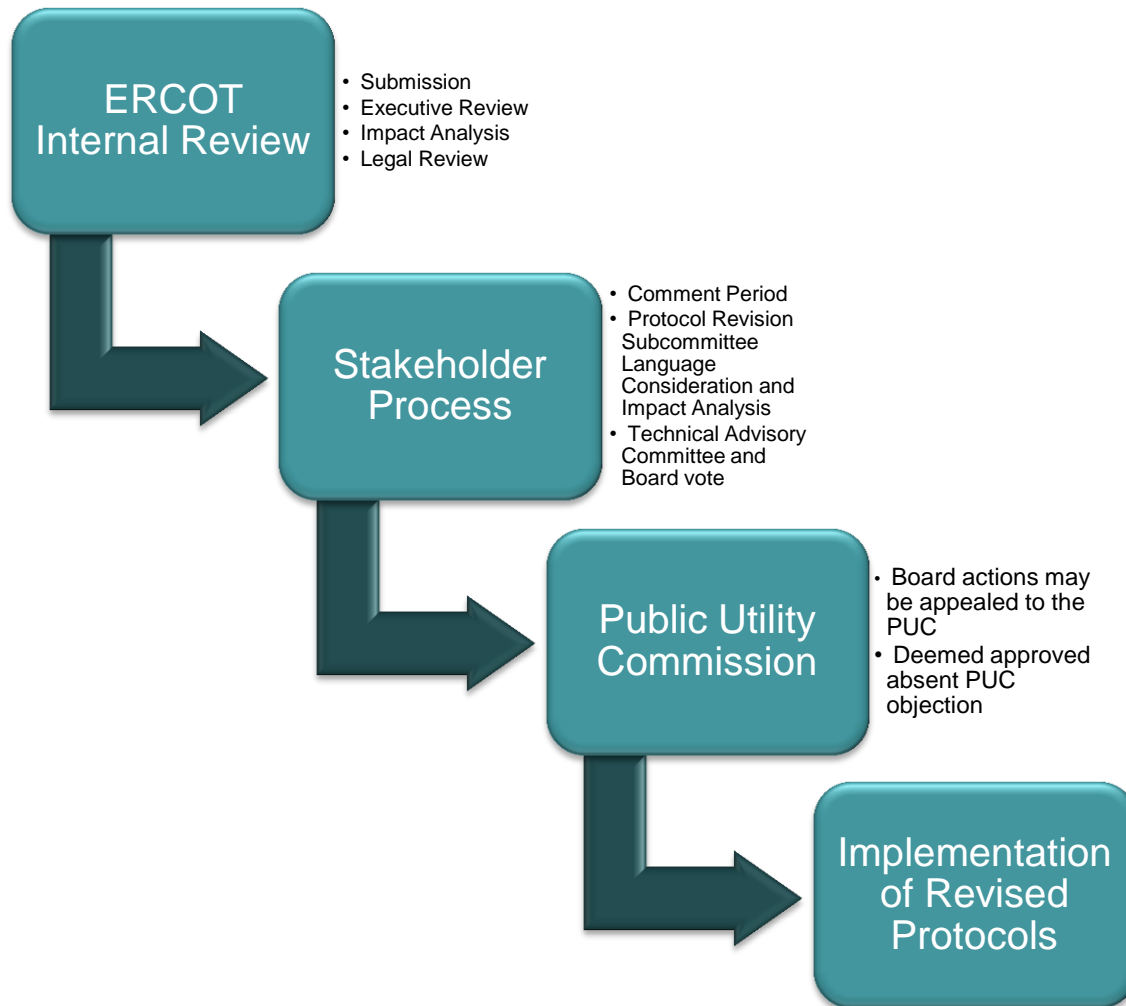 ERCOT
Internal Review
• Submission
• Executive Review
• Impact Analysis
• Legal Review
Stakeholder
Process
• Comment Period
• Protocol Revision
Subcommittee
Language
Consideration and
Impact Analysis
• Technical Advisory
Committee and
Board vote
Public Utility
Commission
• Board actions may
be appealed to the
PUC
• Deemed approved
absent PUC
objection
Implementation
of Revised
Protocols